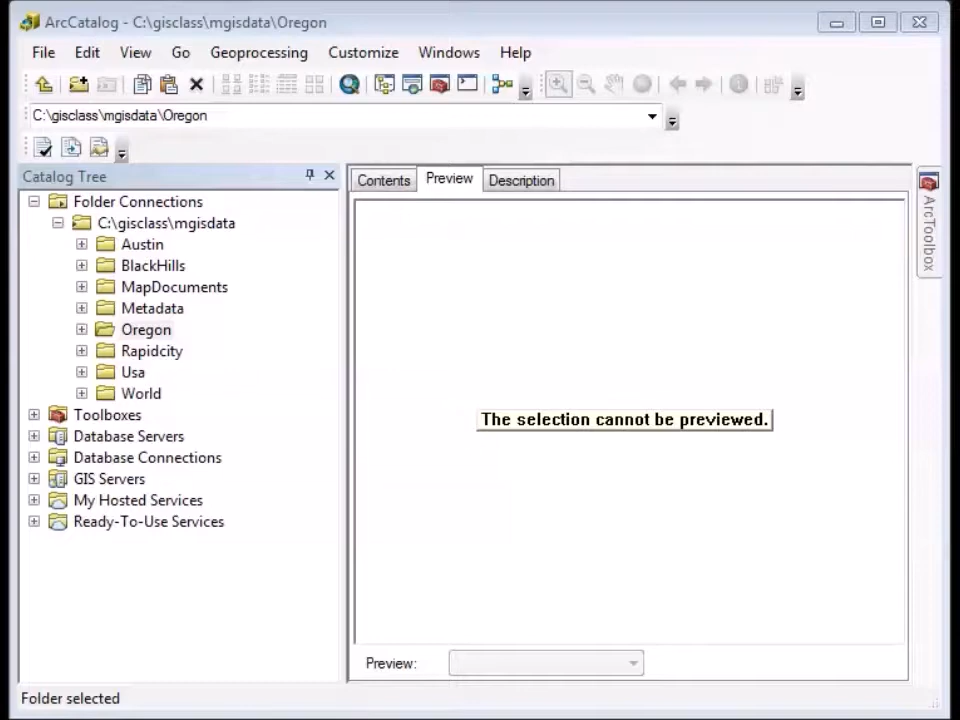 ArcCatalog - C:\gisclass\mgisdata\Oregon
File Edit View Go Geoprocessing Customize Windows Help
C:\gisclass\mgisdata\Oregon
Catalog Tree
Folder Connections
C:\gisclass\mgisdata
Austin
BlackHills
MapDocuments
Metadata
Oregon
Rapidcity
Usa
World
Toolboxes
Database Servers
Database Connections
GIS Servers
My Hosted Services
Ready-To-Use Services
Contents Preview Description
The selection cannot be previewed.
Preview:
ArcToolbox
Folder selected